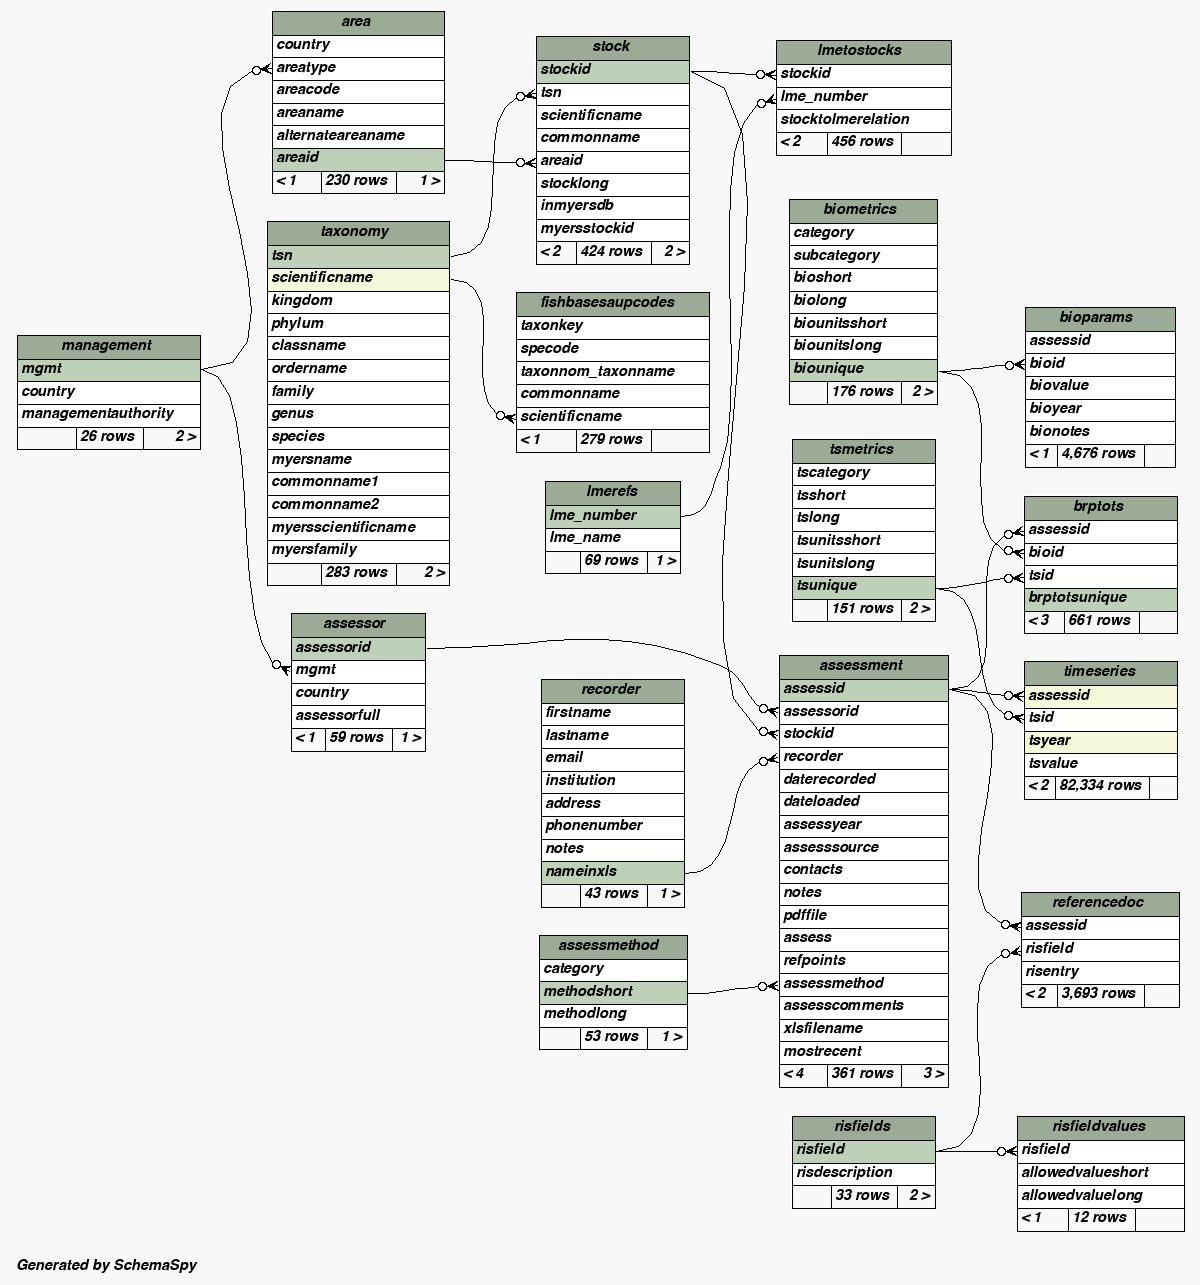 area
country
areatype
areacode
areaname
alternateareaname
areaid
< 1 230 rows 1 >
stock
stockid
tsn
scientificname
commonname
areaid
stocklong
inmyersdb
myersstockid
< 2 424 rows 2 >
lmetostocks
stockid
lme_number
stocktolmerelation
< 2 456 rows
taxonomy
tsn
scientificname
kingdom
phylum
classname
ordername
family
genus
species
myersname
commonname1
commonname2
myersscientificname
myersfamily
283 rows 2 >
biometrics
category
subcategory
bioshort
biolong
biounitsshort
biounitslong
biounique
176 rows 2 >
fishbasesaupcodes
taxonkey
specode
taxonnom_taxonname
commonname
scientificname
< 1 279 rows
bioparams
assessid
bioid
biovalue
bioyear
bionotes
< 1 4,676 rows
management
mgmt
country
managementauthority
26 rows 2 >
tsmetrics
tscategory
tsshort
tslong
tsunitsshort
tsunitslong
tsunique
151 rows 2 >
lmerefs
lme_number
lme_name
69 rows 1 >
brptots
assessid
bioid
tsid
brptotsunique
< 3 661 rows
assessor
assessorid
mgmt
country
assessorfull
< 1 59 rows 1 >
recorder
firstname
lastname
email
institution
address
phonenumber
notes
nameinxls
43 rows 1 >
assessment
assessid
assessorid
stockid
recorder
daterecorded
dateloaded
assessyear
assesssource
contacts
notes
pdffile
assess
refpoints
assessmethod
assesscomments
xlsfilename
mostrecent
< 4 361 rows 3 >
timeseries
assessid
tsid
tsyear
tsvalue
< 2 82,334 rows
referencedoc
assessid
risfield
risentry
< 2 3,693 rows
assessmethod
category
methodshort
methodlong
53 rows 1 >
risfields
risfield
risdescription
33 rows 2 >
risfieldvalues
risfield
allowedvalueshort
allowedvaluelong
< 1 12 rows
Generated by SchemaSpy